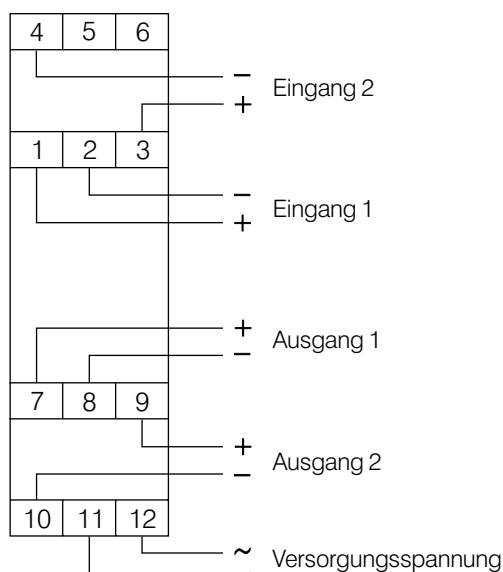 4 5 6
− Eingang 2
+
1 2 3
− Eingang 1
+
+ Ausgang 1
−
7 8 9
+ Ausgang 2
−
10 11 12
~ Versorgungsspannung